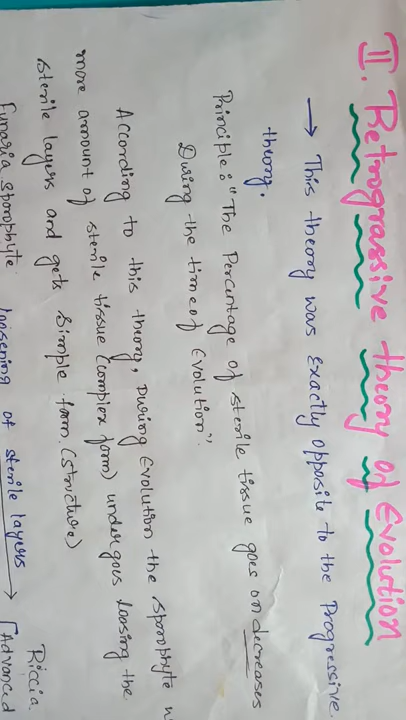 II. Retrograssive theory of Evolution
→ This theory was exactly opposite to the Progressive
theory.
Principle: "The Percentage of sterile tissue goes on decreases
During the time of Evolution".
According to this theory, During Evolution the sporophyte
more amount of sterile tissue (complex form) undergoes loosing the
sterile layers and gets Simple form. (structure)
Funaria sporophyte loosening of sterile layers → Riccia
[Advanced